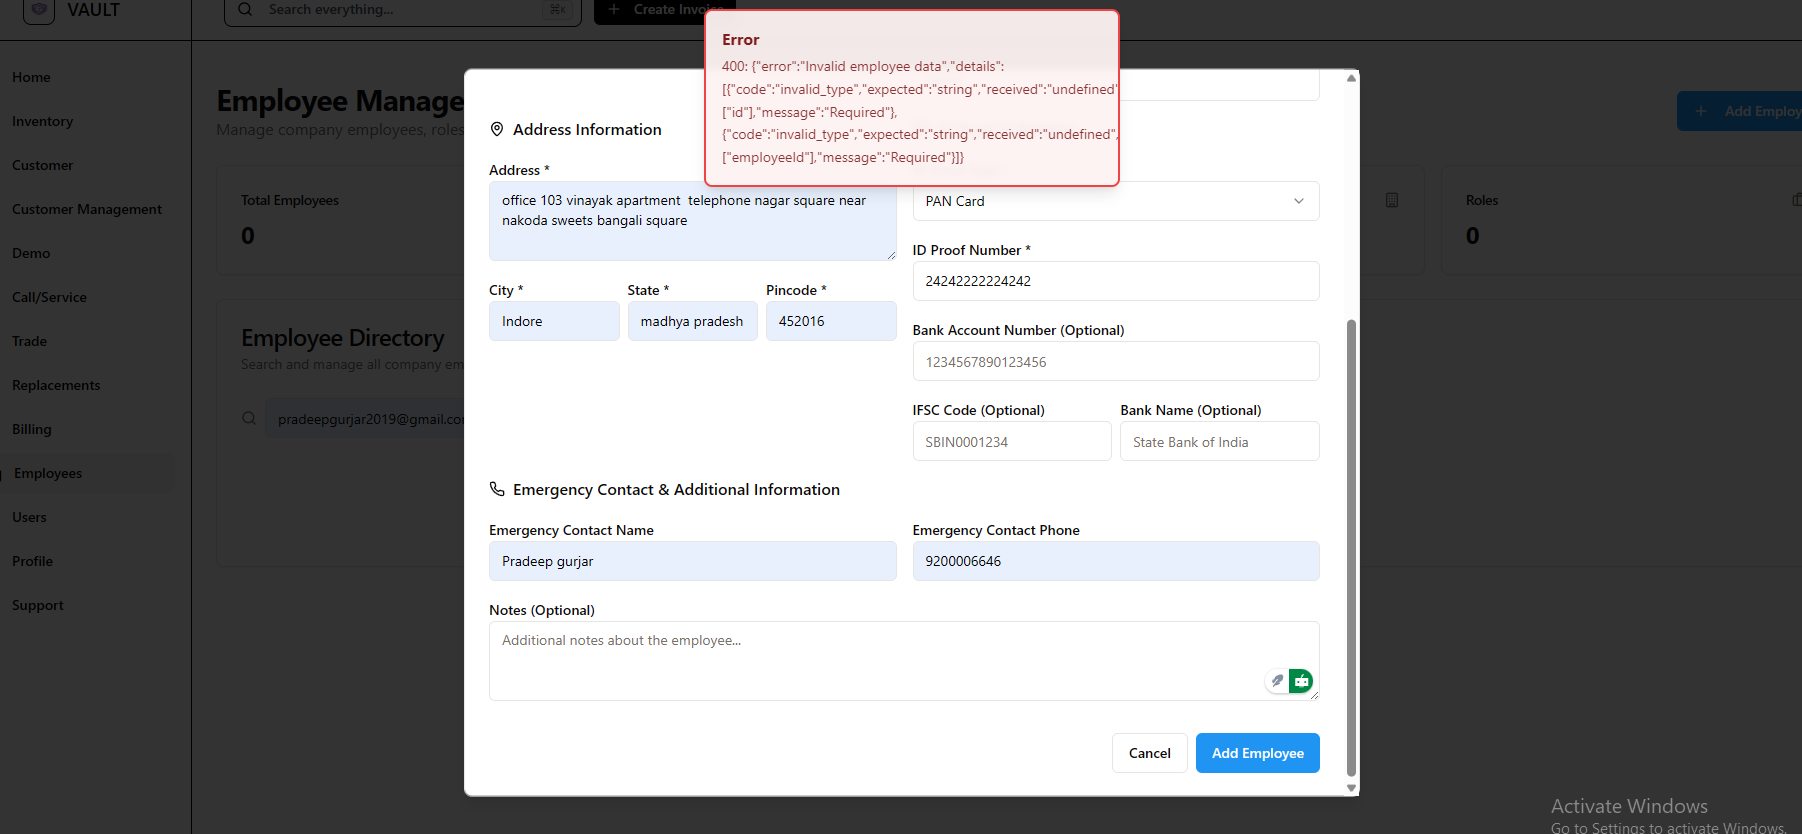 VAULT
Search everything...
⌘K
+ Create Invoice
Error
400: {"error":"Invalid employee data","details":
[{"code":"invalid_type","expected":"string","received":"undefined"
["id"],"message":"Required"},
{"code":"invalid_type","expected":"string","received":"undefined",
["employeeId"],"message":"Required"}]}
Home
Inventory
Customer
Customer Management
Demo
Call/Service
Trade
Replacements
Billing
Employees
Users
Profile
Support
Employee Manage
Manage company employees, roles
+ Add Employ
Total Employees
0
Roles
0
Employee Directory
Search and manage all company em
pradeepgurjar2019@gmail.co
Address Information
Address *
office 103 vinayak apartment telephone nagar square near
nakoda sweets bangali square
City *
State *
Pincode *
Indore
madhya pradesh
452016
PAN Card
ID Proof Number *
24242222224242
Bank Account Number (Optional)
1234567890123456
IFSC Code (Optional)
Bank Name (Optional)
SBIN0001234
State Bank of India
Emergency Contact & Additional Information
Emergency Contact Name
Emergency Contact Phone
Pradeep gurjar
9200006646
Notes (Optional)
Additional notes about the employee...
Cancel
Add Employee
Activate Windows
Go to Settings to activate Windows.